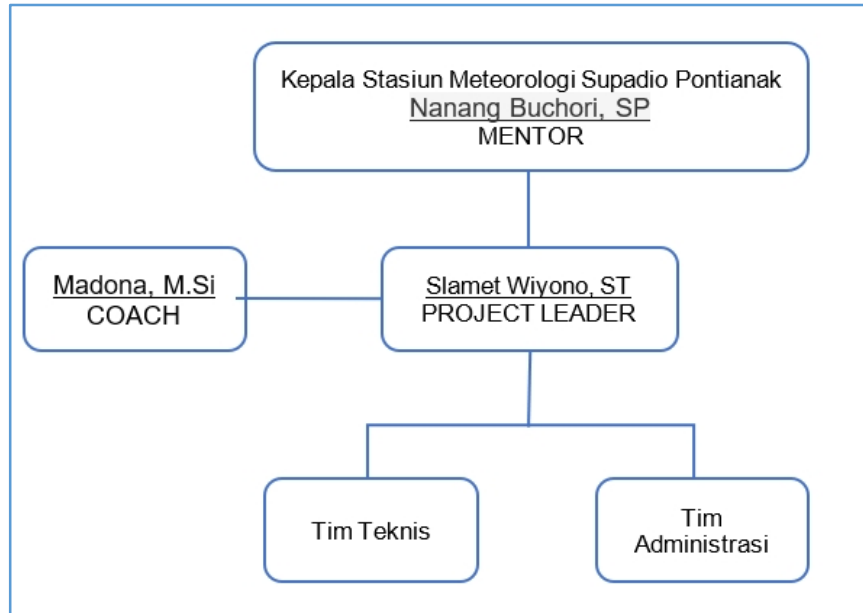 Kepala Stasiun Meteorologi Supadio Pontianak
Nanang Buchori, SP
MENTOR
Madona, M.Si
COACH
Slamet Wiyono, ST
PROJECT LEADER
Tim Teknis
Tim
Administrasi